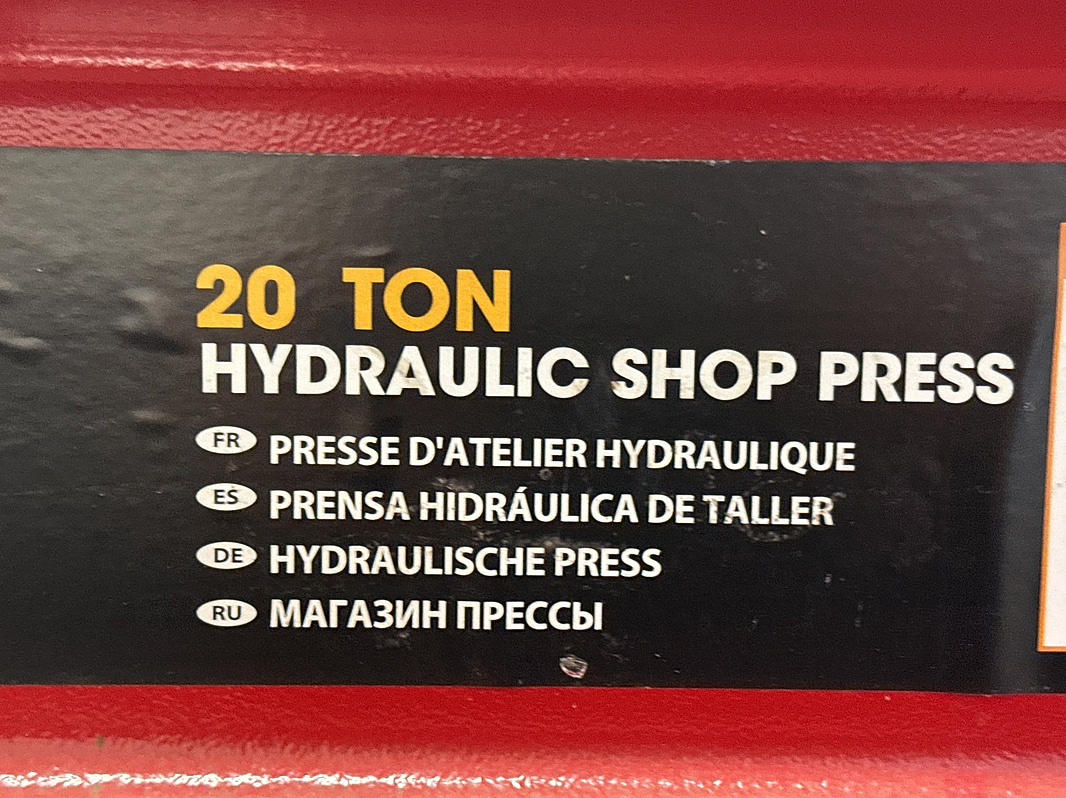 20 TON
HYDRAULIC SHOP PRESS
FR PRESSE D'ATELIER HYDRAULIQUE
ES PRENSA HIDRÁULICA DE TALLER
DE HYDRAULISCHE PRESS
RU МАГАЗИН ПРЕССЫ